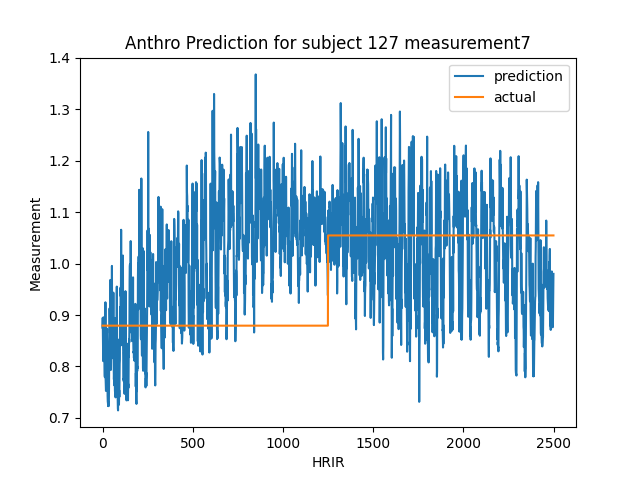 Anthro Prediction for subject 127 measurement7
prediction
actual
1.4
1.3
1.2
1.1
1.0
0.9
0.8
0.7
Measurement
0
500
1000
1500
2000
2500
HRIR